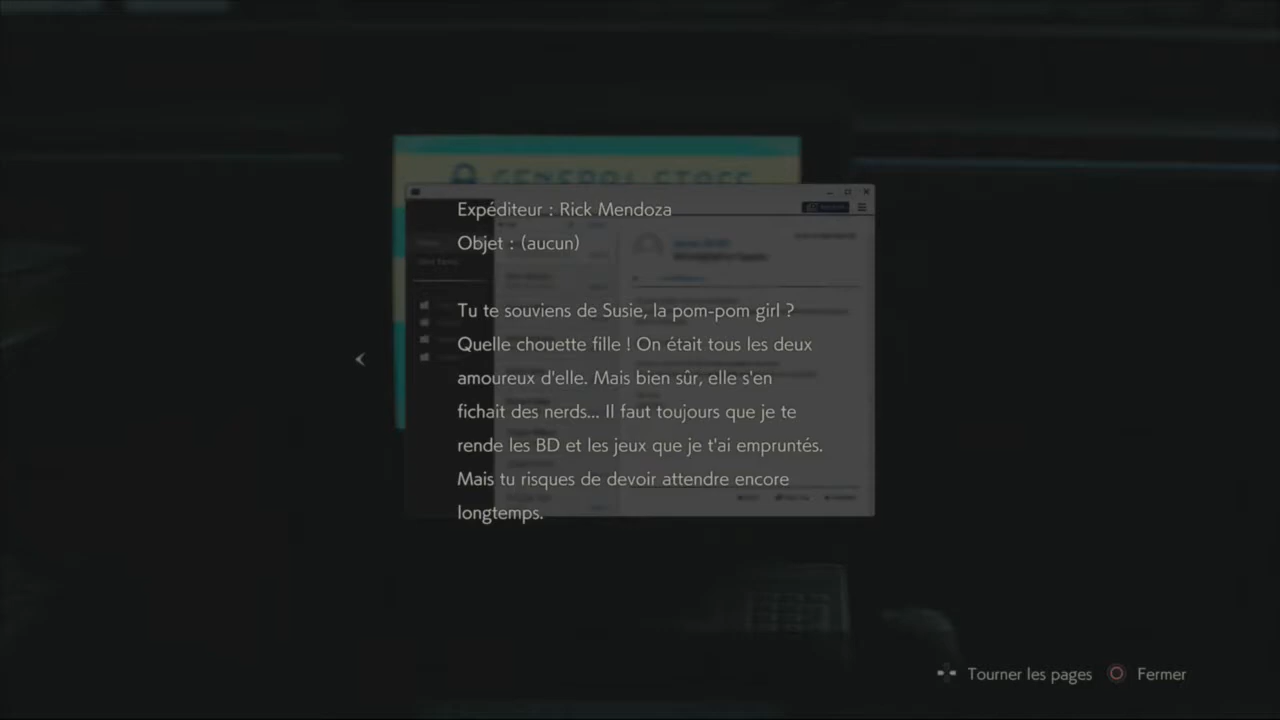 GENERAL STAFF
Expéditeur : Rick Mendoza
Objet : (aucun)
Tu te souviens de Susie, la pom-pom girl ?
Quelle chouette fille ! On était tous les deux
amoureux d'elle. Mais bien sûr, elle s'en
fichait des nerds... Il faut toujours que je te
rende les BD et les jeux que je t'ai empruntés.
Mais tu risques de devoir attendre encore
longtemps.
Tourner les pages
Fermer